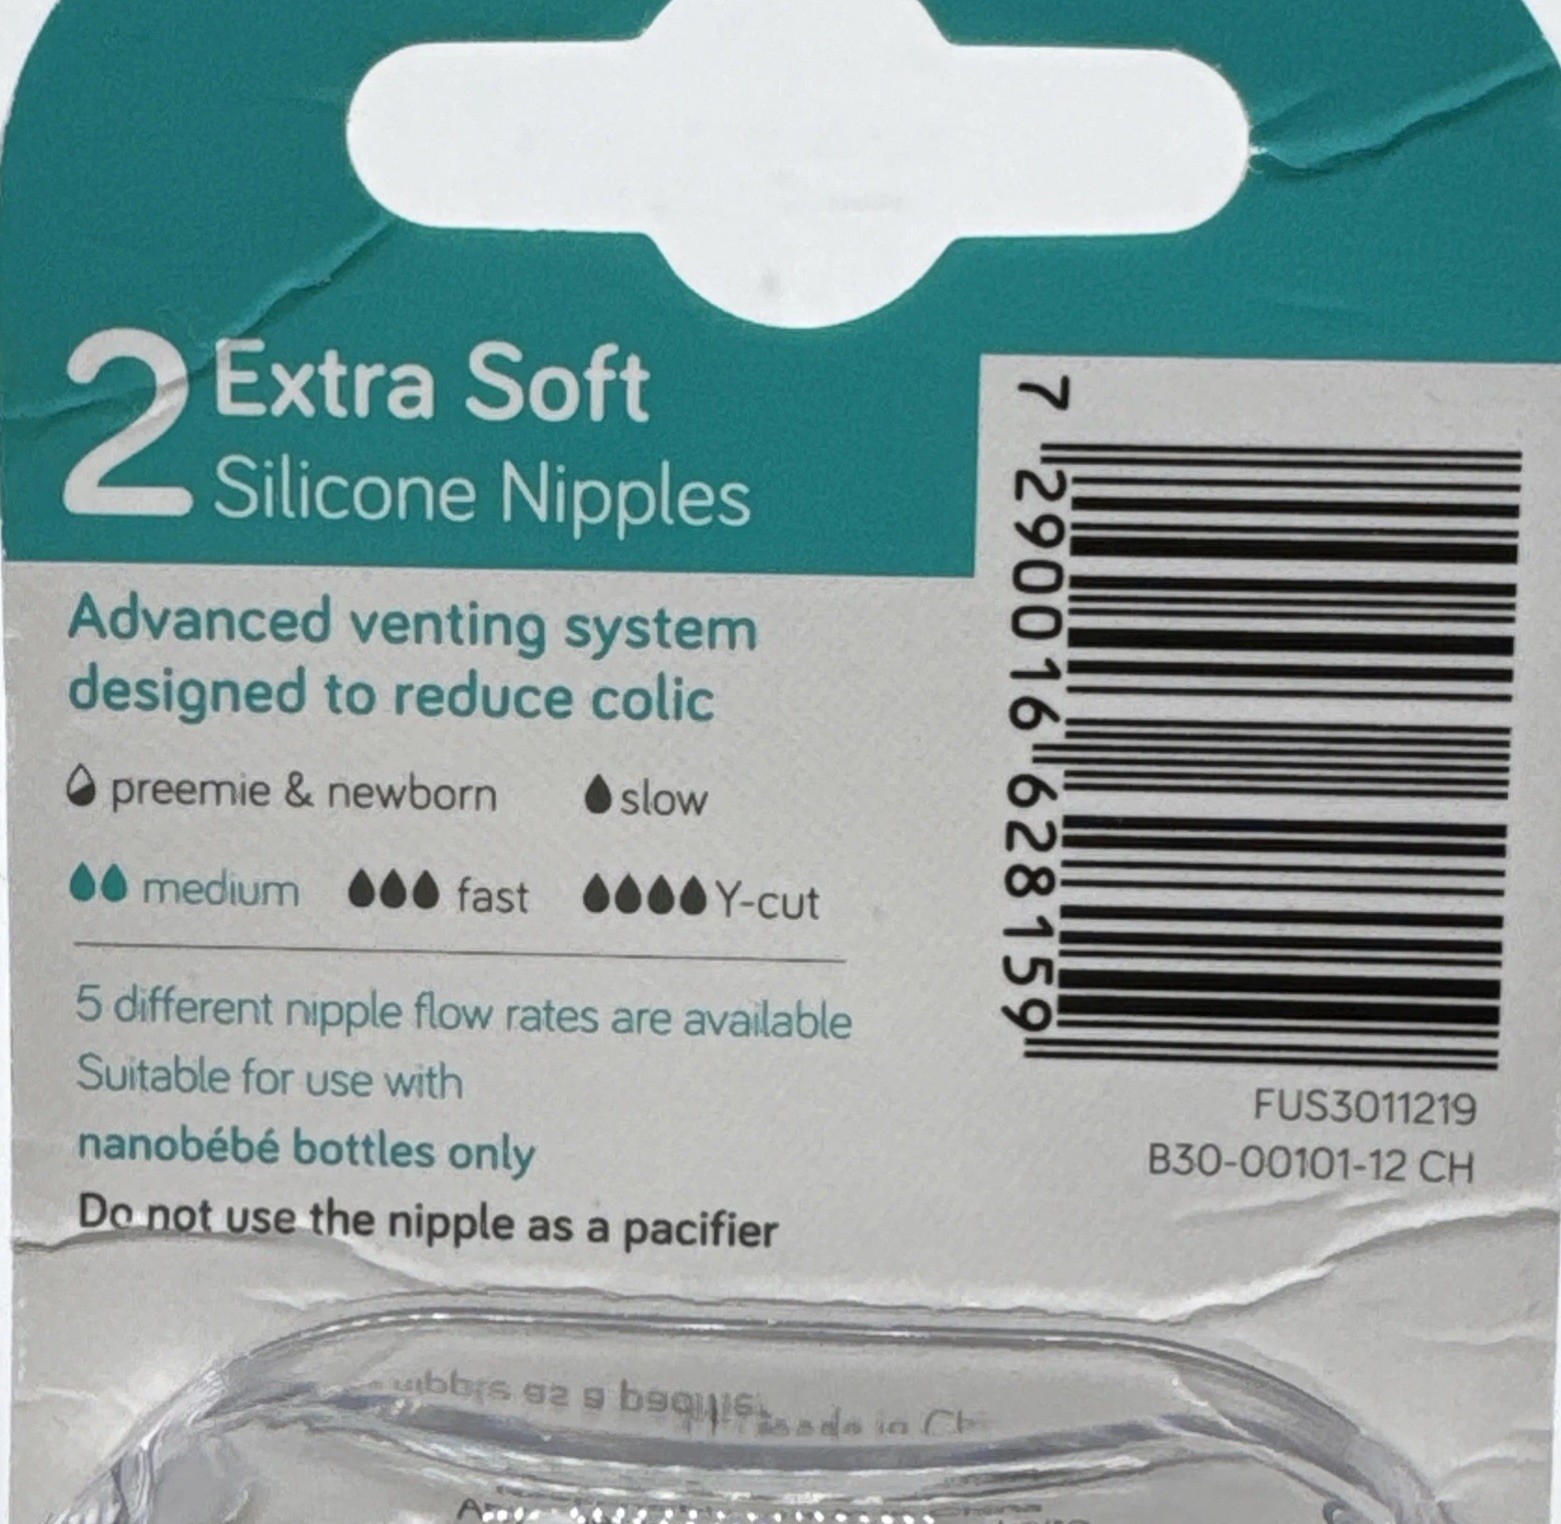 2 Extra Soft
Silicone Nipples
Advanced venting system
designed to reduce colic
preemie & newborn slow
medium fast Y-cut
5 different nipple flow rates are available
Suitable for use with
nanobébé bottles only
Do not use the nipple as a pacifier
7 290016 628159
FUS3011219
B30-00101-12 CH
made in